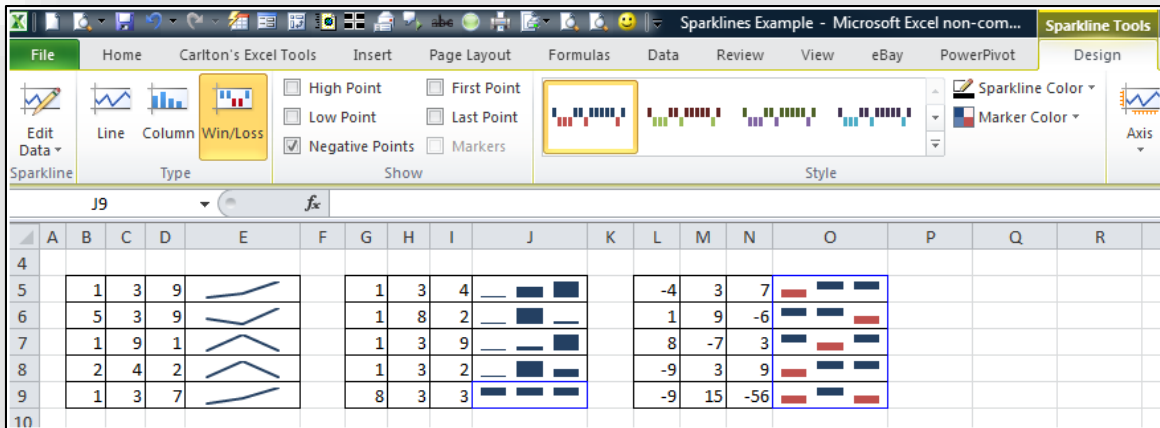 abc Sparklines Example - Microsoft Excel non-com... Sparkline Tools
File Home Carlton's Excel Tools Insert Page Layout Formulas Data Review View eBay PowerPivot Design
High Point First Point Sparkline Color
Low Point Last Point Marker Color
Edit Data Line Column Win/Loss Negative Points Markers Axis
Sparkline Type Show Style
J9 fx
A B C D E F G H I J K L M N O P Q R
4
5 1 3 9 1 3 4 -4 3 7
6 5 3 9 1 8 2 1 9 -6
7 1 9 1 1 3 9 8 -7 3
8 2 4 2 1 3 2 -9 3 9
9 1 3 7 8 3 3 -9 15 -56
10